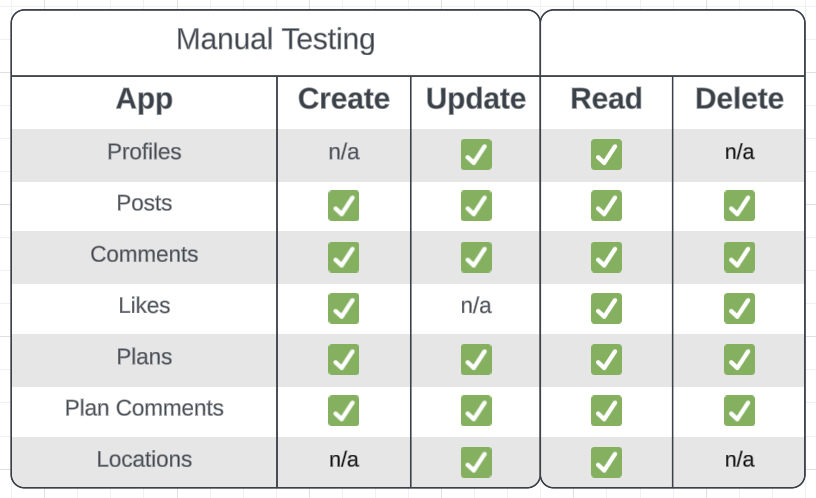 Manual Testing
App Create Update Read Delete
Profiles n/a ✅ ✅ n/a
Posts ✅ ✅ ✅ ✅
Comments ✅ ✅ ✅ ✅
Likes ✅ n/a ✅ ✅
Plans ✅ ✅ ✅ ✅
Plan Comments ✅ ✅ ✅ ✅
Locations n/a ✅ ✅ n/a